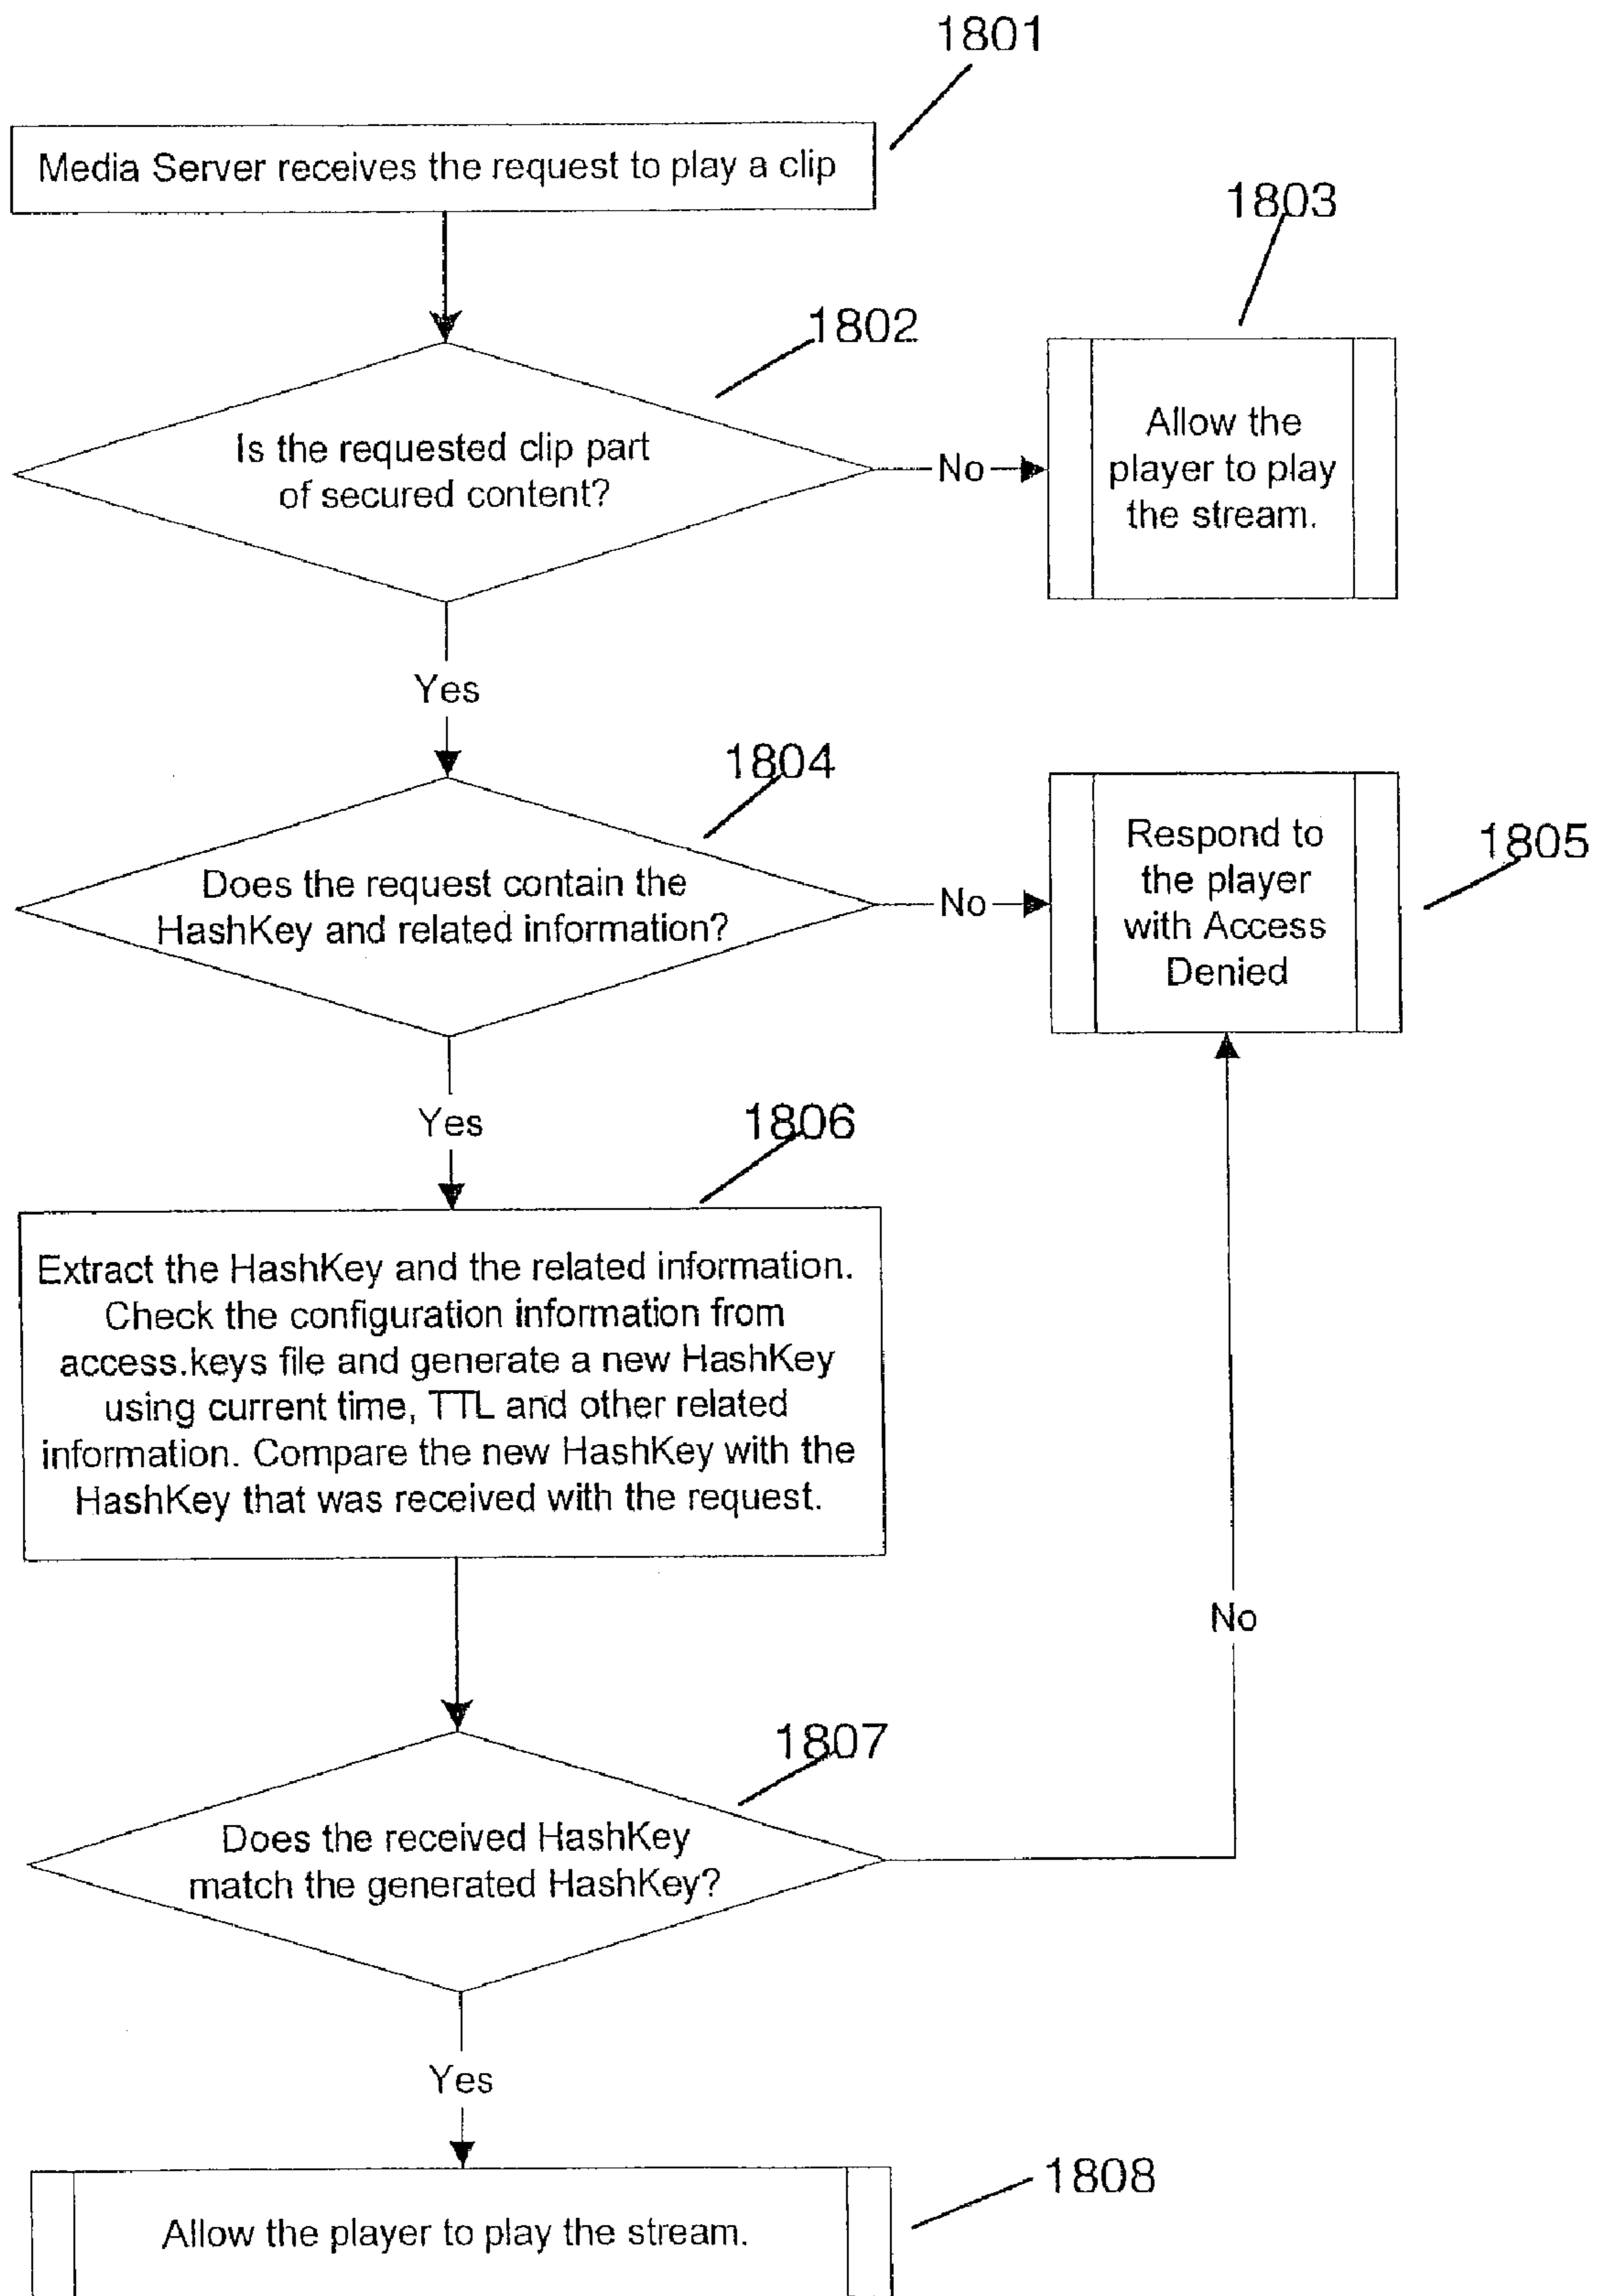 1801
Media Server receives the request to play a clip
1803
1802
Is the requested clip part
of secured content?
No
Allow the
player to play
the stream.
Yes
1804
Does the request contain the
HashKey and related information?
No
Respond to
the player
with Access
Denied
1805
Yes
1806
Extract the HashKey and the related information.
Check the configuration information from
access.keys file and generate a new HashKey
using current time, TTL and other related
information. Compare the new HashKey with the
HashKey that was received with the request.
No
1807
Does the received HashKey
match the generated HashKey?
Yes
1808
Allow the player to play the stream.